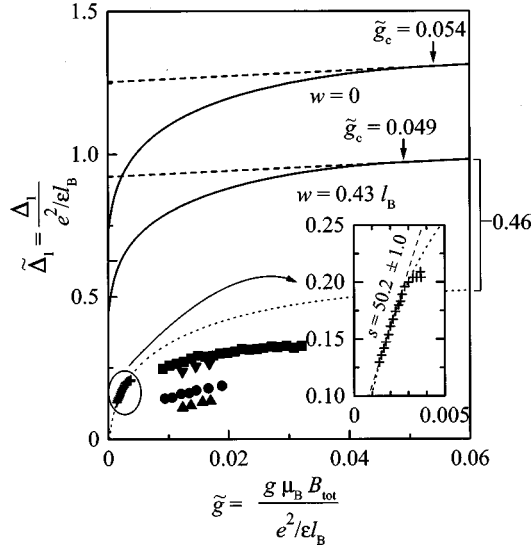 1.5
g̃c = 0.054
w = 0
g̃c = 0.049
1.0
Δ̃1 = Δ1 / e²/εlB
w = 0.43 lB
0.46
0.25
s = 50.2 ± 1.0
0.20
0.5
0.15
0.10
0 0.005
0
0 0.02 0.04 0.06
g̃ = g μB Btot / e²/εlB